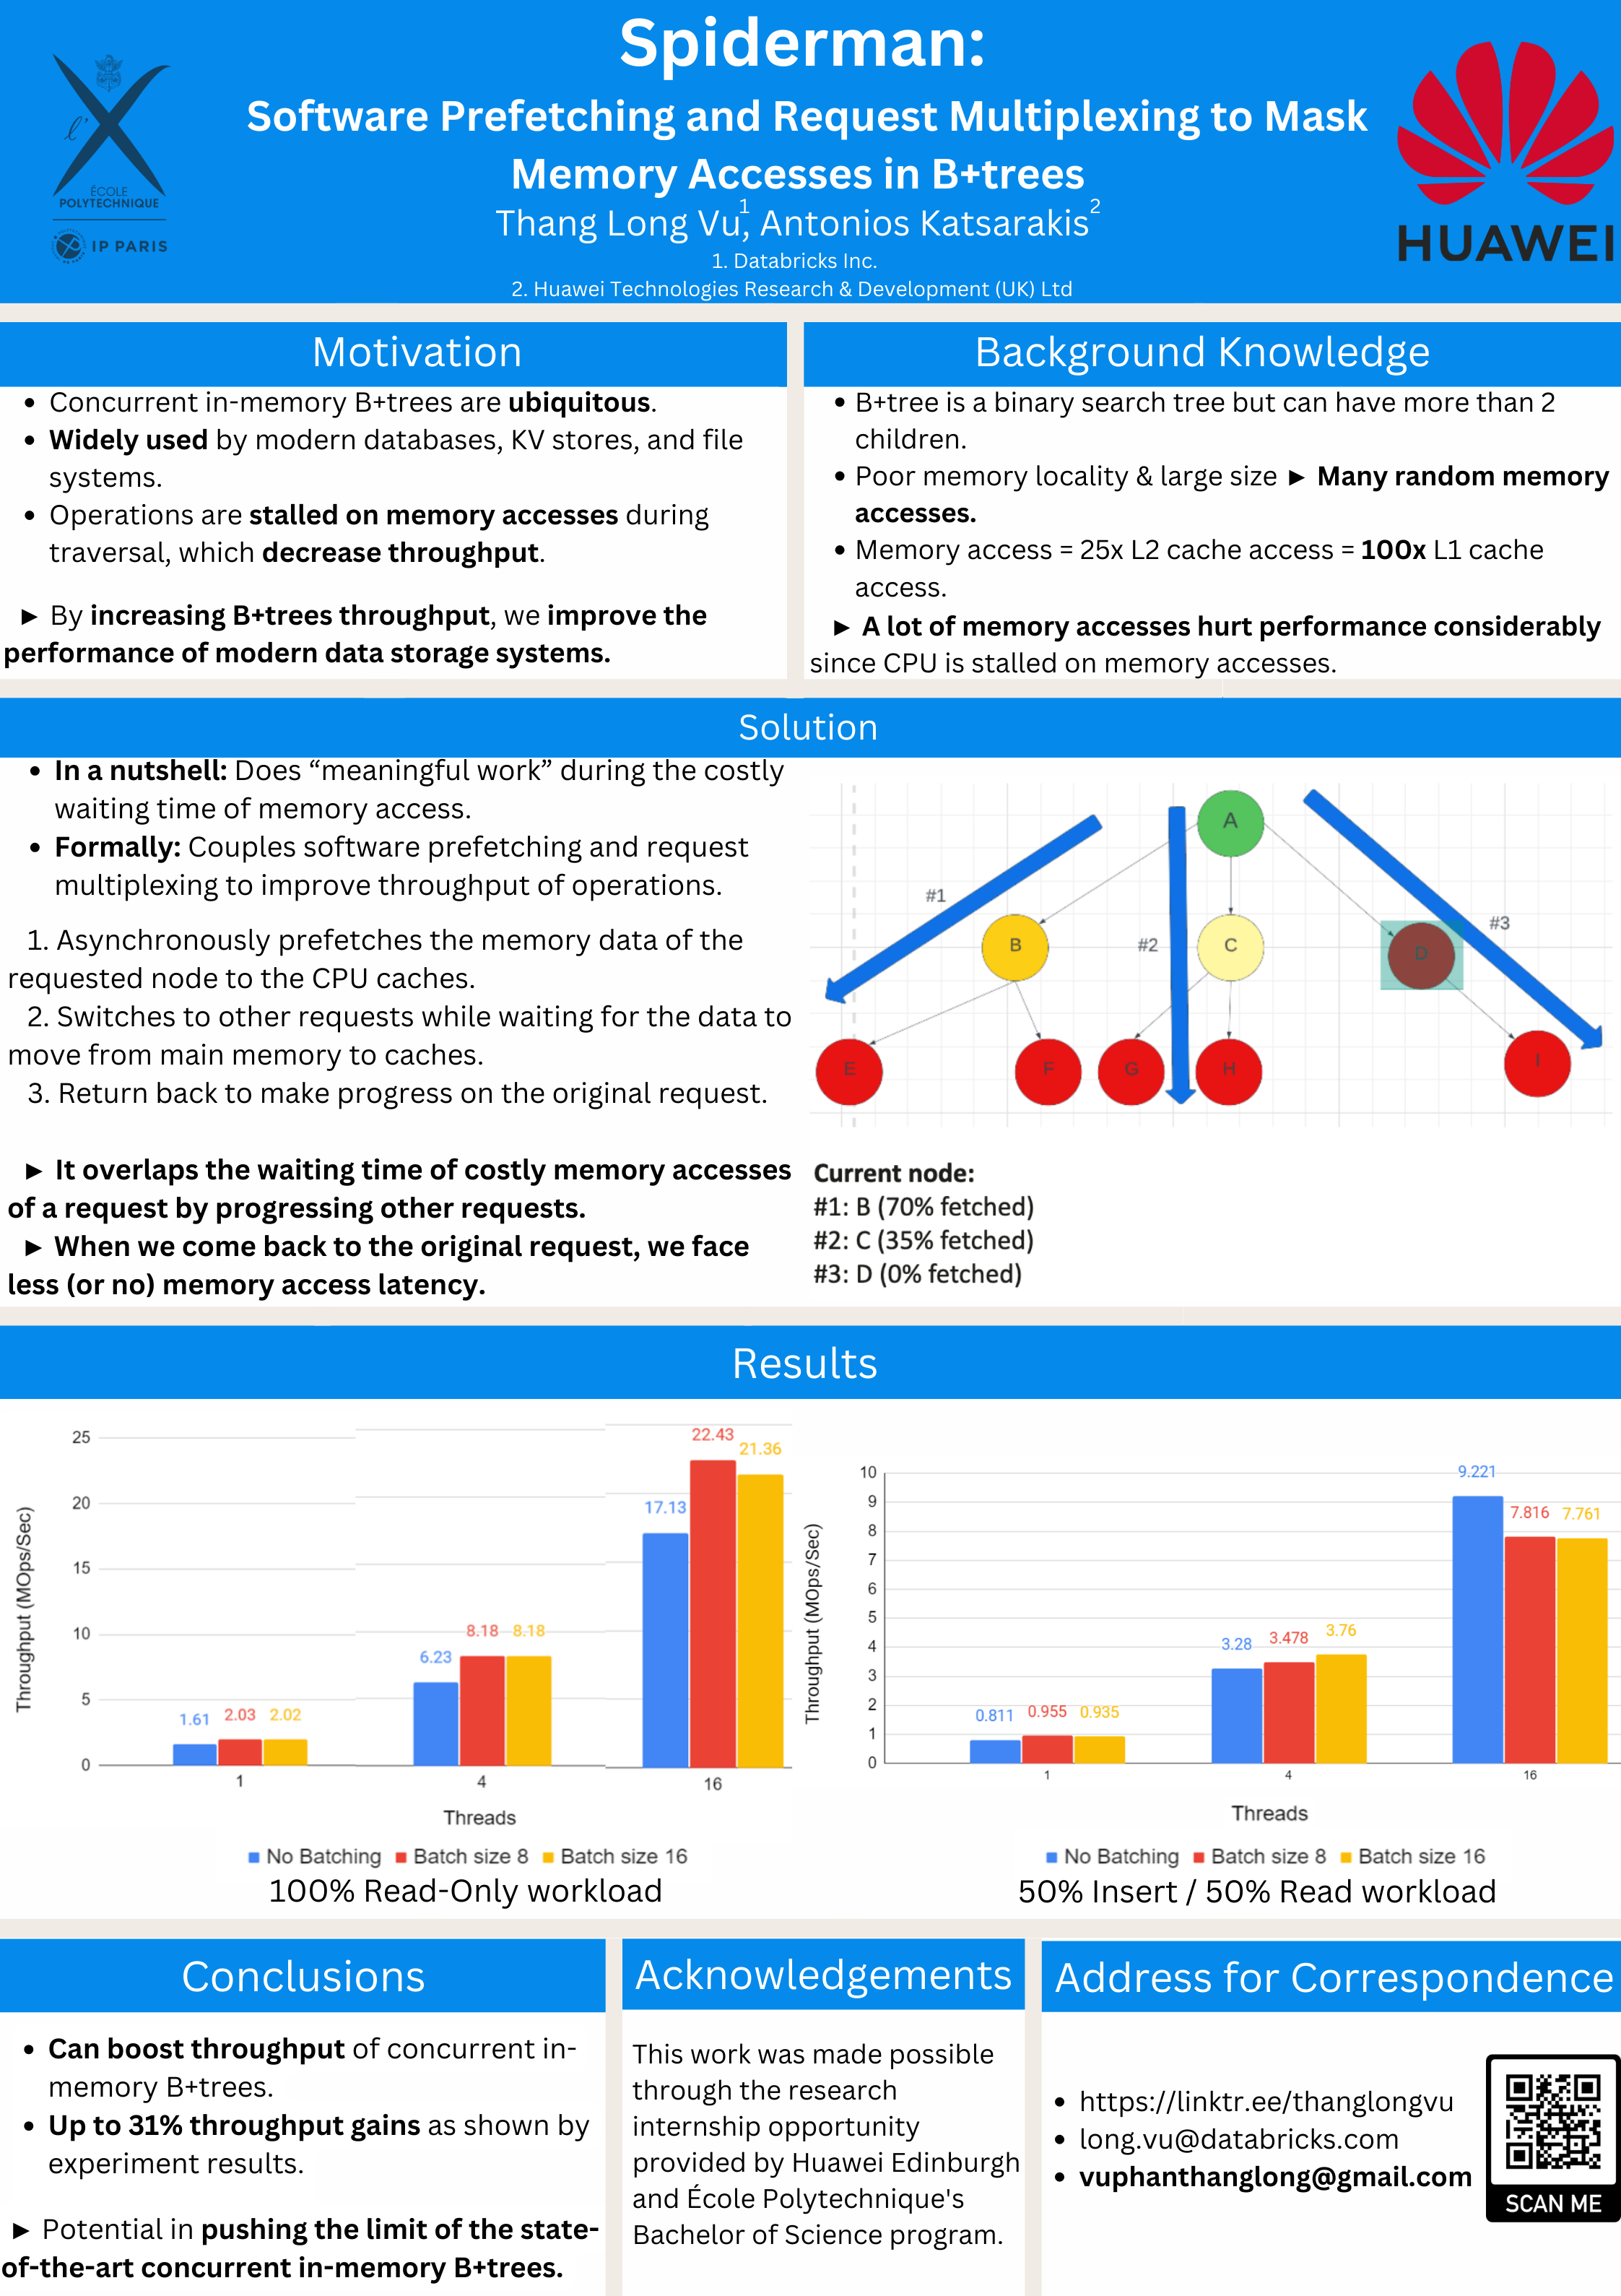 Spiderman:
Software Prefetching and Request Multiplexing to Mask
Memory Accesses in B+trees
Thang Long Vu¹, Antonios Katsarakis²
1. Databricks Inc.
2. Huawei Technologies Research & Development (UK) Ltd
l'X
ÉCOLE
POLYTECHNIQUE
IP PARIS
HUAWEI
Motivation
• Concurrent in-memory B+trees are ubiquitous.
• Widely used by modern databases, KV stores, and file
systems.
• Operations are stalled on memory accesses during
traversal, which decrease throughput.
► By increasing B+trees throughput, we improve the
performance of modern data storage systems.
Background Knowledge
• B+tree is a binary search tree but can have more than 2
children.
• Poor memory locality & large size ► Many random memory
accesses.
• Memory access = 25x L2 cache access = 100x L1 cache
access.
► A lot of memory accesses hurt performance considerably
since CPU is stalled on memory accesses.
Solution
• In a nutshell: Does “meaningful work” during the costly
waiting time of memory access.
• Formally: Couples software prefetching and request
multiplexing to improve throughput of operations.
1. Asynchronously prefetches the memory data of the
requested node to the CPU caches.
2. Switches to other requests while waiting for the data to
move from main memory to caches.
3. Return back to make progress on the original request.
► It overlaps the waiting time of costly memory accesses
of a request by progressing other requests.
► When we come back to the original request, we face
less (or no) memory access latency.
A
#1
#2
#3
B
C
D
E
F
G
H
I
Current node:
#1: B (70% fetched)
#2: C (35% fetched)
#3: D (0% fetched)
Results
Throughput (MOps/Sec)
25
20
15
10
5
0
1.61 2.03 2.02
6.23 8.18 8.18
17.13 22.43 21.36
1 4 16
Threads
No Batching Batch size 8 Batch size 16
100% Read-Only workload
Throughput (MOps/Sec)
10
9
8
7
6
5
4
3
2
1
0
0.811 0.955 0.935
3.28 3.478 3.76
9.221 7.816 7.761
1 4 16
Threads
No Batching Batch size 8 Batch size 16
50% Insert / 50% Read workload
Conclusions
• Can boost throughput of concurrent in-
memory B+trees.
• Up to 31% throughput gains as shown by
experiment results.
► Potential in pushing the limit of the state-
of-the-art concurrent in-memory B+trees.
Acknowledgements
This work was made possible
through the research
internship opportunity
provided by Huawei Edinburgh
and École Polytechnique's
Bachelor of Science program.
Address for Correspondence
• https://linktr.ee/thanglongvu
• long.vu@databricks.com
• vuphanthanglong@gmail.com
SCAN ME